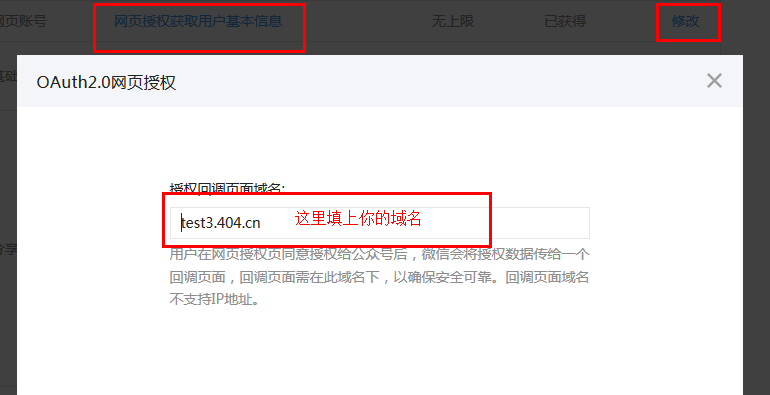 网页账号 网页授权获取用户基本信息 无上限 已获得 修改
基础
OAuth2.0网页授权
授权回调页面域名:
test3.404.cn 这里填上你的域名
用户在网页授权页同意授权给公众号后，微信会将授权数据传给一个
回调页面，回调页面需在此域名下，以确保安全可靠。回调页面域名
不支持IP地址。
分享